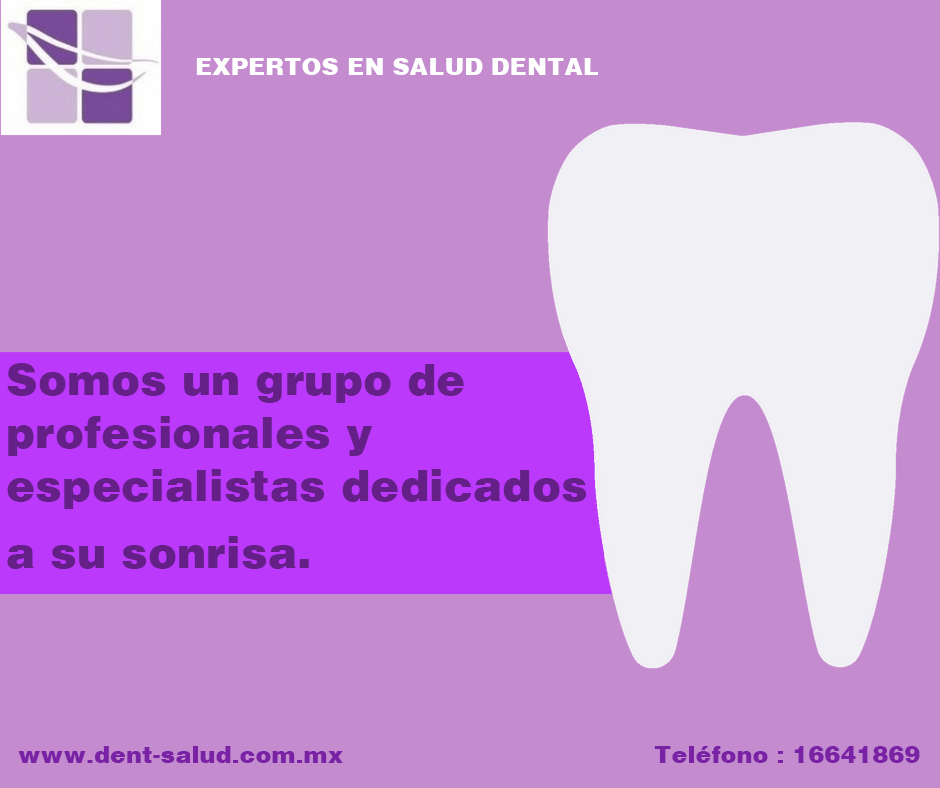 EXPERTOS EN SALUD DENTAL
Somos un grupo de
profesionales y
especialistas dedicados
a su sonrisa.
www.dent-salud.com.mx
Teléfono : 16641869